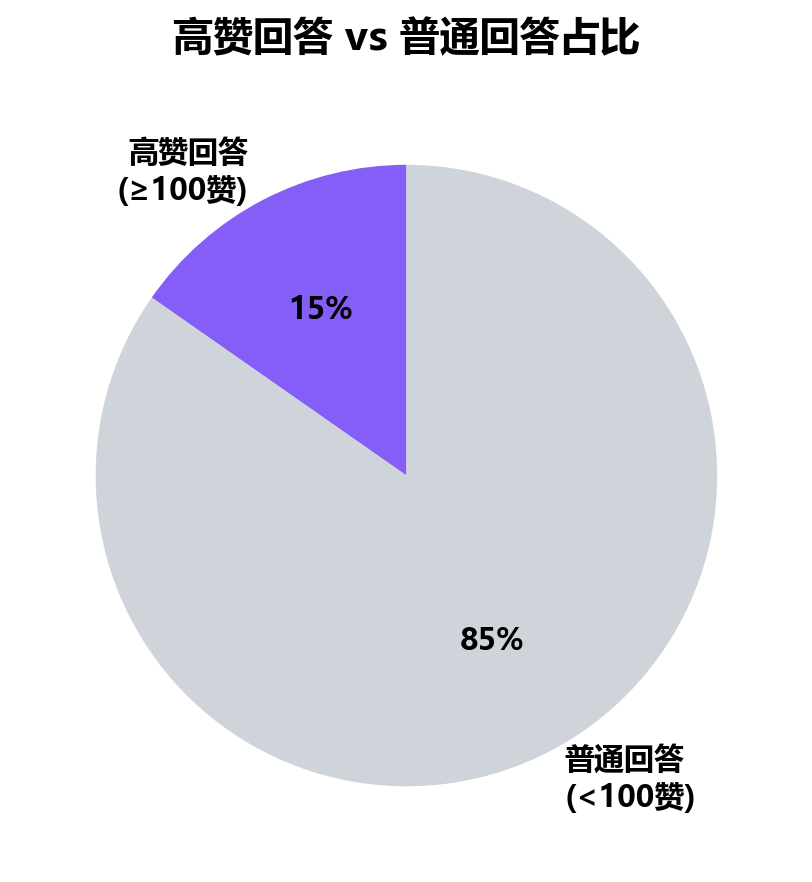 高赞回答 vs 普通回答占比
高赞回答
(≥100赞)
15%
85%
普通回答
(<100赞)